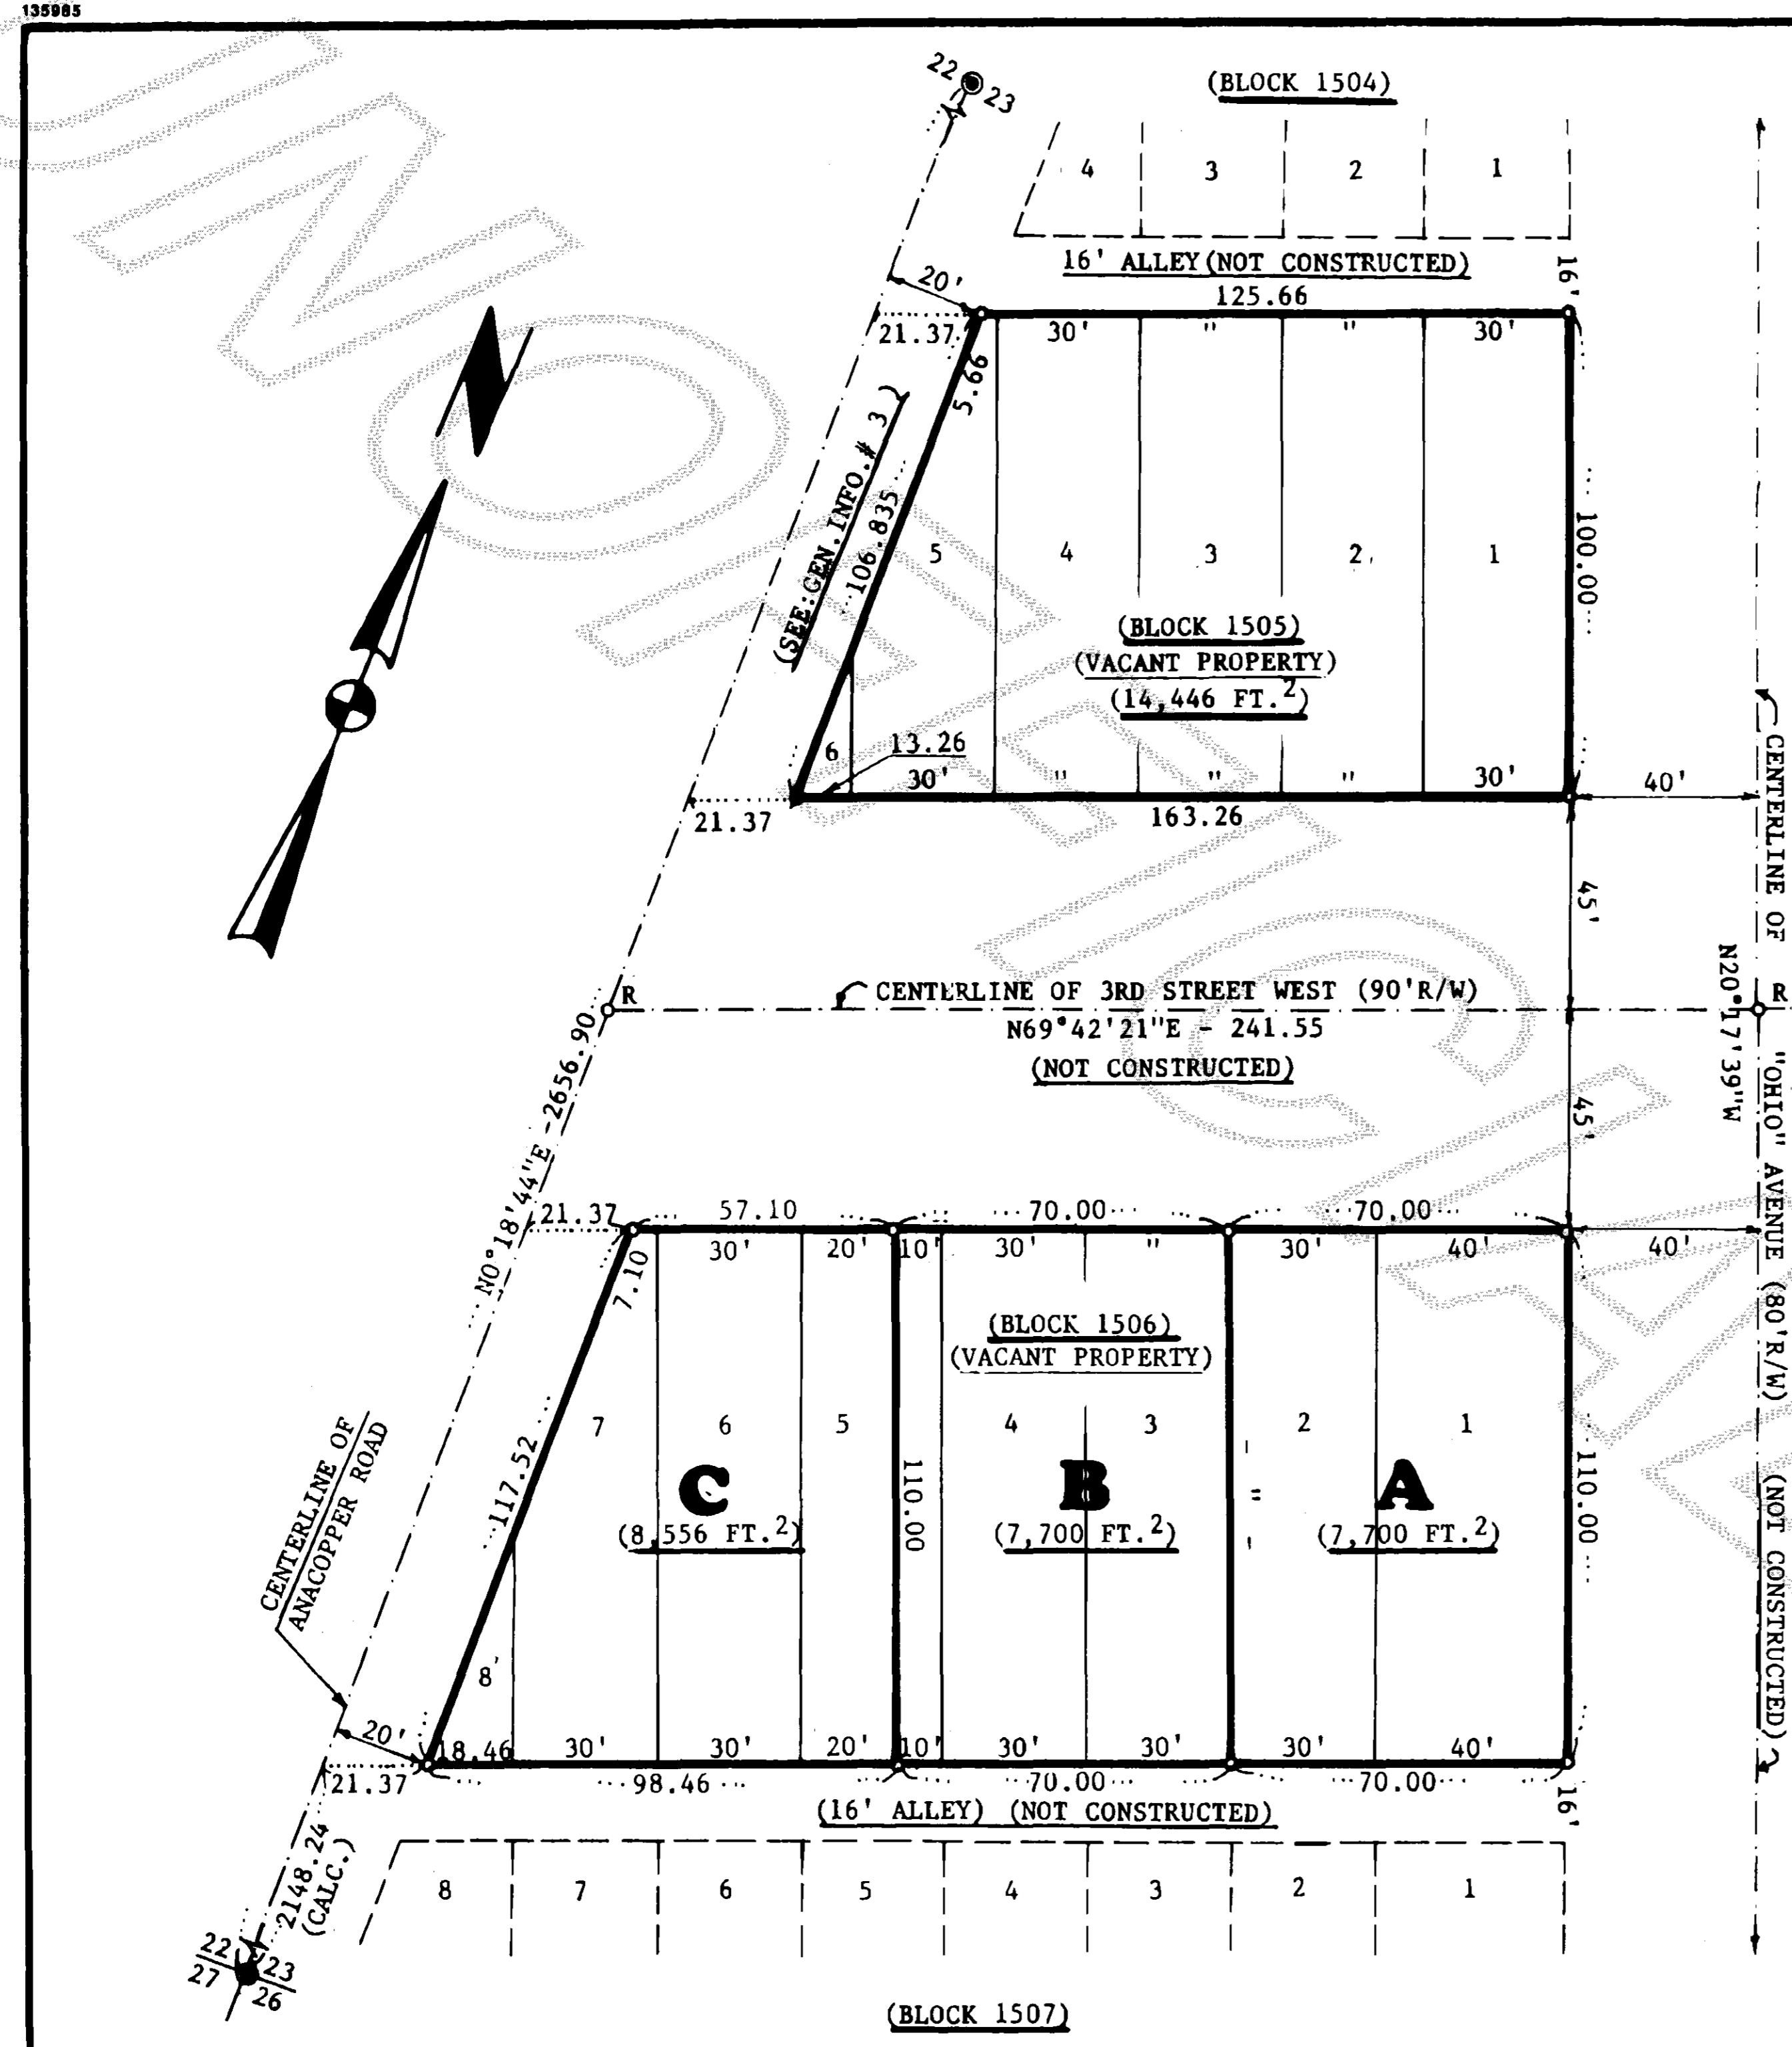 135985
22 23
(BLOCK 1504)
4 3 2 1
16' ALLEY (NOT CONSTRUCTED)
16'
20'
125.66
21.37
30' " " 30'
5.66
(SEE:GEN.INFO.# 3)
106.835
100.00
5 4 3 2 1
(BLOCK 1505)
(VACANT PROPERTY)
(14,446 FT.2)
6
13.26
30' " " " 30'
40'
21.37
163.26
45'
CENTERLINE OF "OHIO" AVENUE (80'R/W) (NOT CONSTRUCTED)
N20°17'39"W
R
R
CENTERLINE OF 3RD STREET WEST (90'R/W)
N69°42'21"E - 241.55
(NOT CONSTRUCTED)
45'
N0°18'44"E -2656.90
21.37
57.10
70.00
70.00
7.10
30' 20' 10' 30' " 30' 40'
40'
(BLOCK 1506)
(VACANT PROPERTY)
7 6 5 4 3 2 1
117.52
110.00
=
110.00
C
B
A
(8,556 FT.2)
(7,700 FT.2)
(7,700 FT.2)
CENTERLINE OF
ANACOPPER ROAD
8'
20'
18.46 30' 30' 20' 10' 30' 30' 30' 40'
21.37
98.46
70.00
70.00
16'
(16' ALLEY) (NOT CONSTRUCTED)
2148.24
(CALC.)
8 7 6 5 4 3 2 1
22 23
27 26
(BLOCK 1507)
UNOFFICIAL COPY